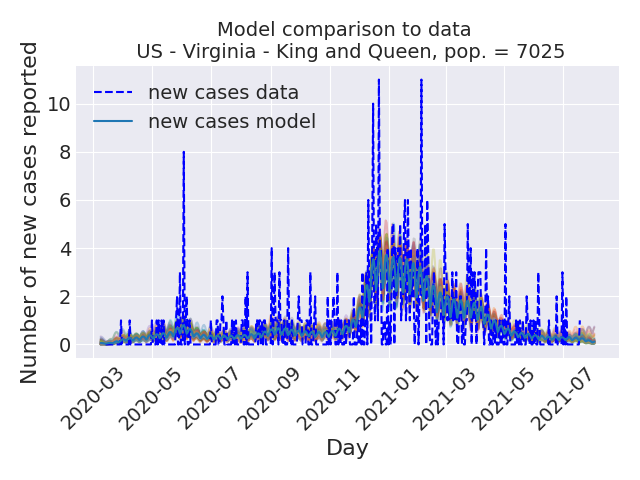 Model comparison to data
US - Virginia - King and Queen, pop. = 7025
Number of new cases reported
new cases data
new cases model
10
8
6
4
2
0
2020-03
2020-05
2020-07
2020-09
2020-11
2021-01
2021-03
2021-05
2021-07
Day